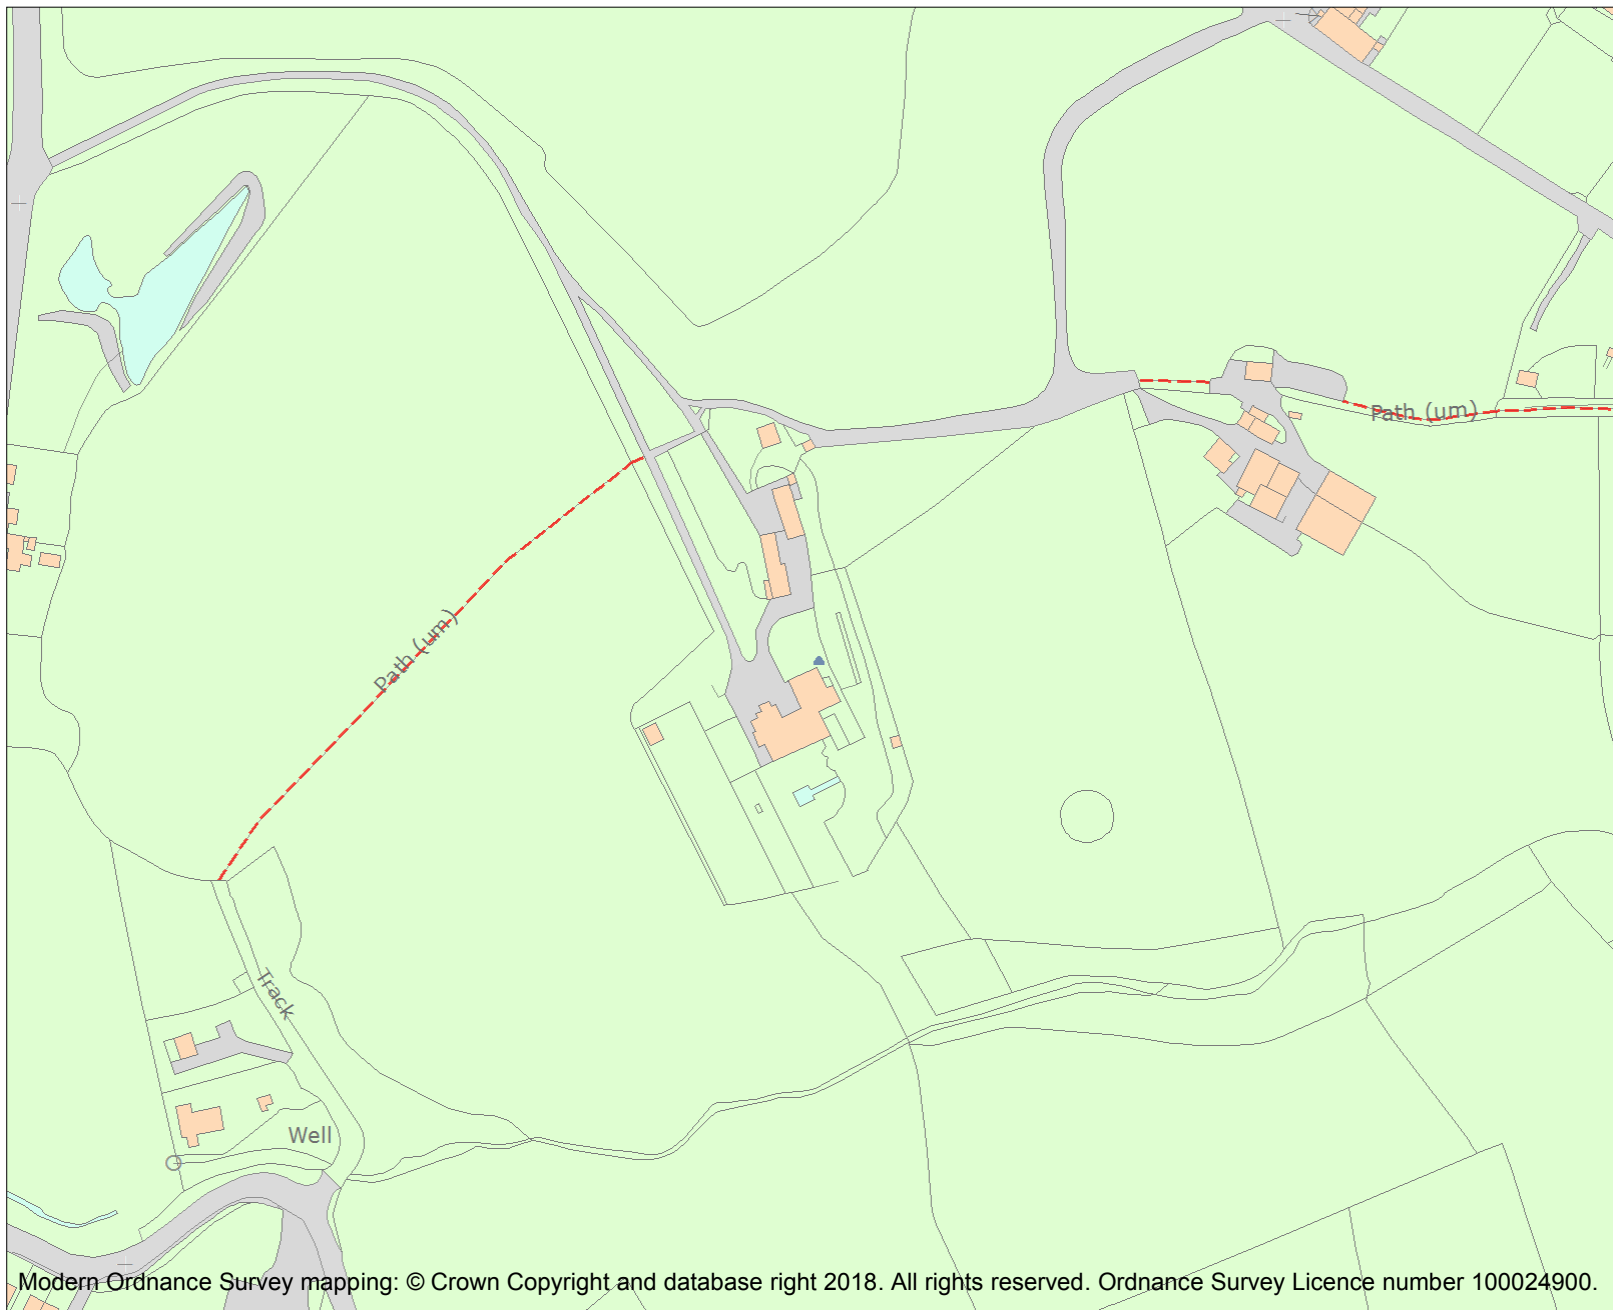 Path (um)
Path (um)
Track
Well
Modern Ordnance Survey mapping: © Crown Copyright and database right 2018. All rights reserved. Ordnance Survey Licence number 100024900.